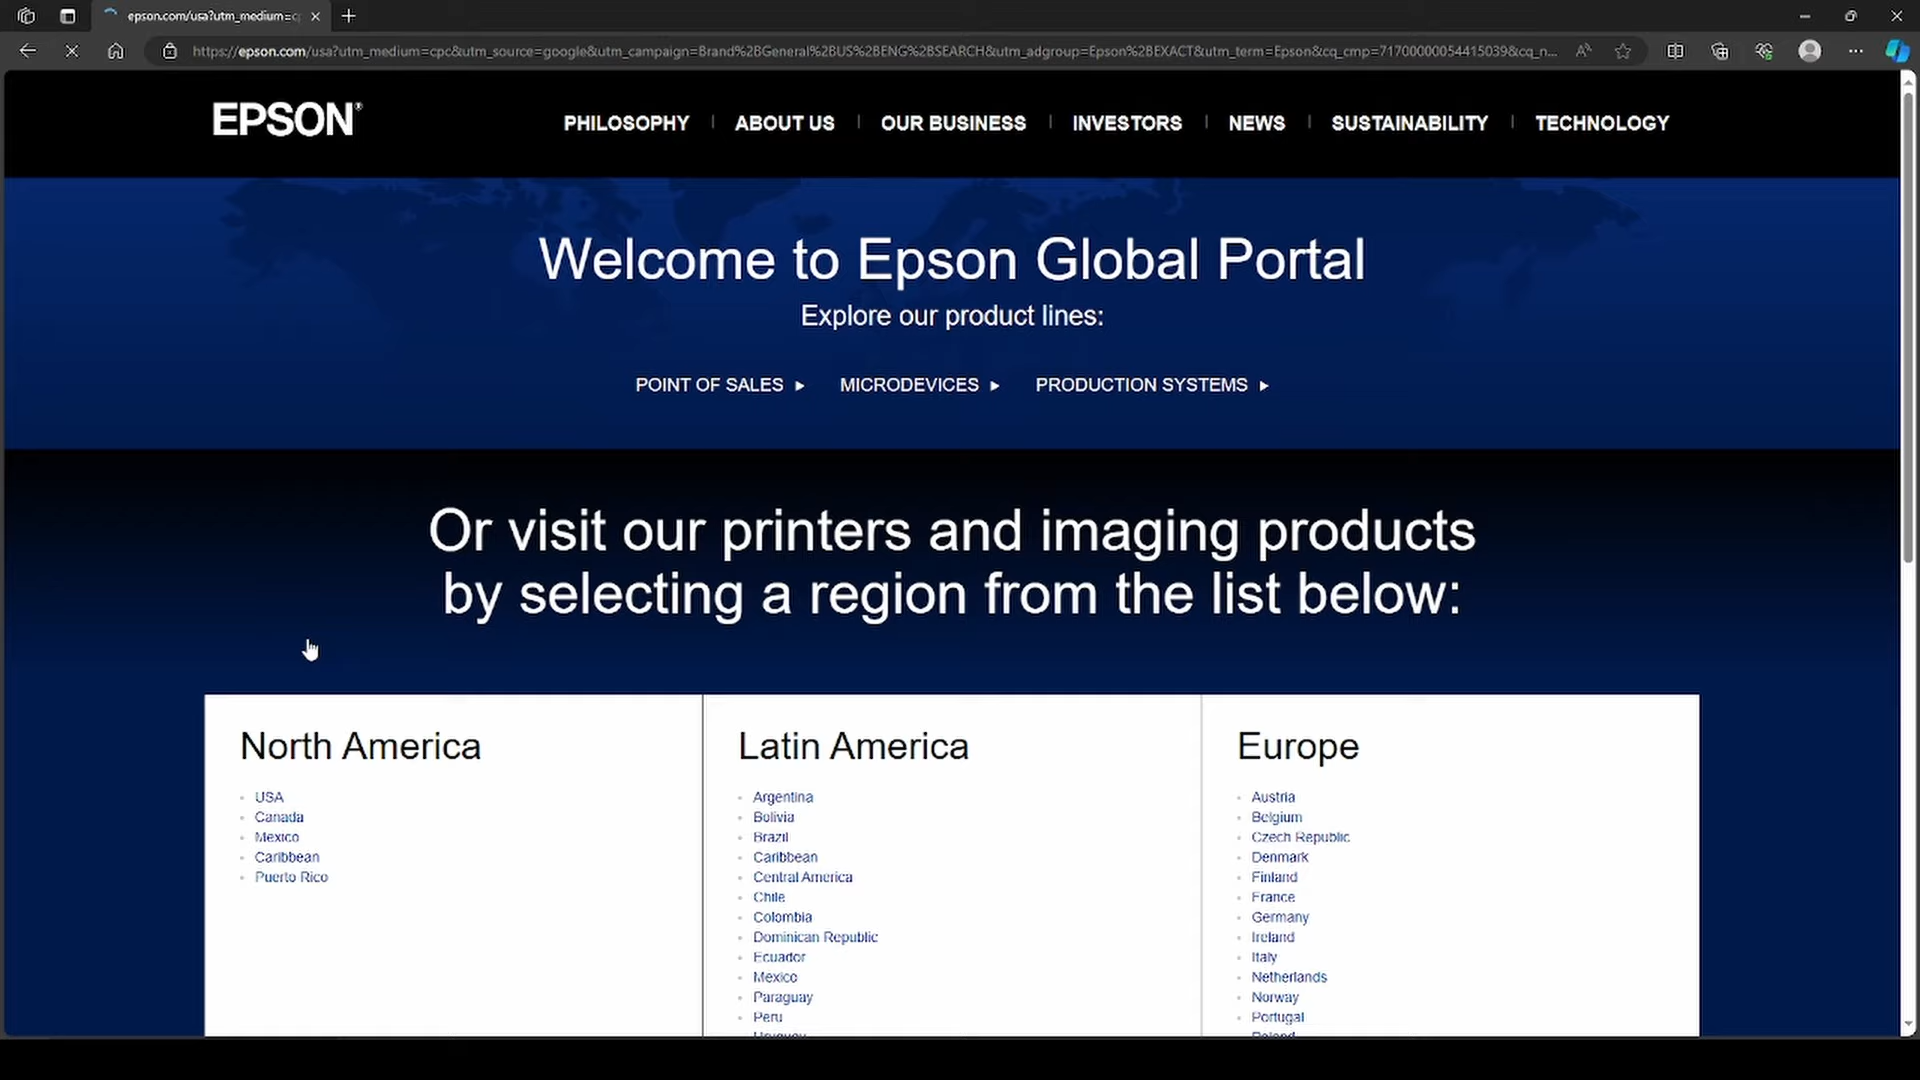 epson.com/usa?utm_medium=c
https://epson.com/usa?utm_medium=cpc&utm_source=google&utm_campaign=Brand%2BGeneral%2BUS%2BENG%2BSEARCH&utm_adgroup=Epson%2BEXACT&utm_term=Epson&cq_cmp=71700000054415039&cq_n...
EPSON®
PHILOSOPHY | ABOUT US | OUR BUSINESS | INVESTORS | NEWS | SUSTAINABILITY | TECHNOLOGY
Welcome to Epson Global Portal
Explore our product lines:
POINT OF SALES ▸ MICRODEVICES ▸ PRODUCTION SYSTEMS ▸
Or visit our printers and imaging products
by selecting a region from the list below:
North America
USA
Canada
Mexico
Caribbean
Puerto Rico
Latin America
Argentina
Bolivia
Brazil
Caribbean
Central America
Chile
Colombia
Dominican Republic
Ecuador
Mexico
Paraguay
Peru
Uruguay
Europe
Austria
Belgium
Czech Republic
Denmark
Finland
France
Germany
Ireland
Italy
Netherlands
Norway
Portugal
Poland